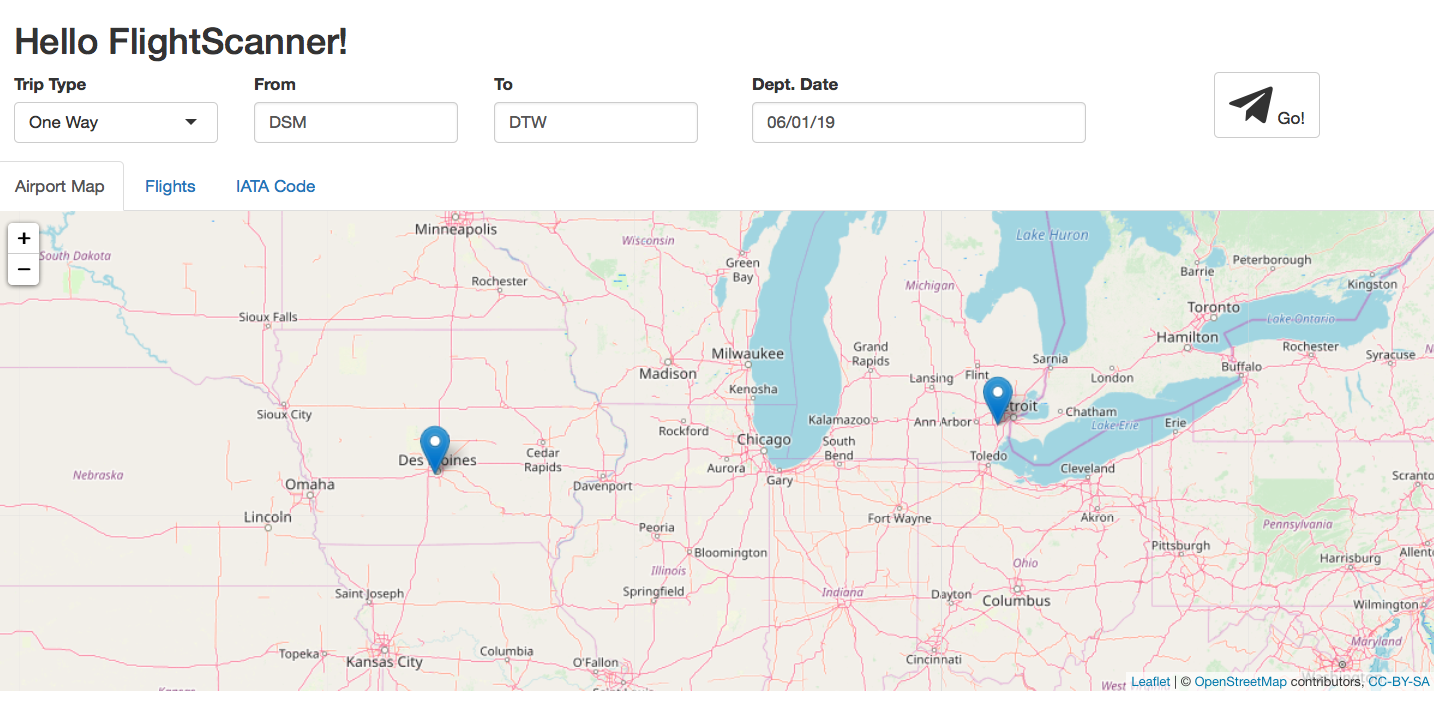 Hello FlightScanner!
Trip Type
From
To
Dept. Date
One Way
DSM
DTW
06/01/19
Go!
Airport Map
Flights
IATA Code
+
−
Minneapolis
South Dakota
Wisconsin
Green
Bay
Lake Huron
Barrie
Peterborough
Kingston
Rochester
Michigan
Sioux Falls
Toronto
Lake Ontario
Hamilton
Rochester
Syracuse
Milwaukee
Grand
Rapids
Sarnia
Buffalo
Madison
Lansing
Flint
London
Kenosha
Sioux City
Detroit
Chatham
Kalamazoo
Ann Arbor
Lake Erie
Erie
Rockford
Chicago
South
Bend
Des Moines
Cedar
Rapids
Toledo
Aurora
Gary
Cleveland
Nebraska
Omaha
Davenport
Scranto
Lincoln
Fort Wayne
Akron
Peoria
Pennsylvania
Bloomington
Pittsburgh
Harrisburg
Allent
Illinois
Ohio
Saint Joseph
Springfield
Indiana
Dayton
Columbus
Wilmington
Topeka
Kansas City
Columbia
O'Fallon
Cincinnati
Maryland
Leaflet | © OpenStreetMap contributors, CC-BY-SA